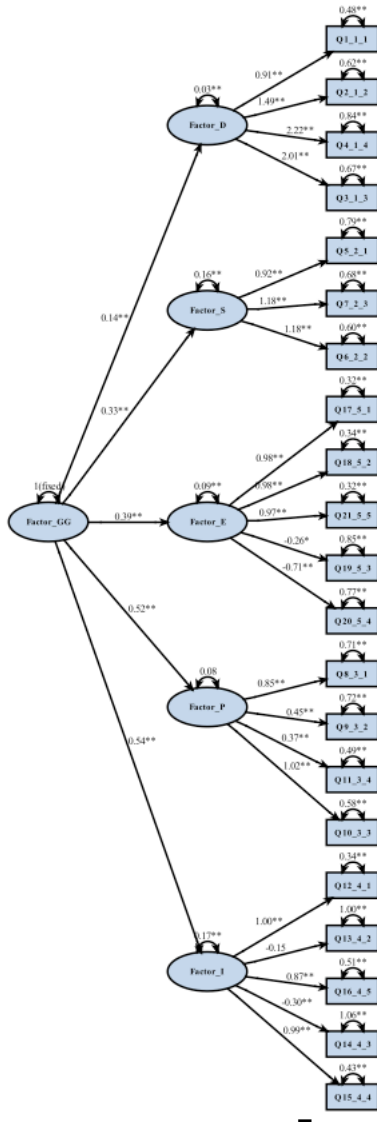 0.48**
Q1_1_1
0.91**
0.62**
0.03**
Q2_1_2
1.49**
Factor_D
0.84**
2.22**
Q4_1_4
2.01**
0.67**
Q3_1_3
0.79**
Q5_2_1
0.92**
0.16**
0.68**
Factor_S
1.18**
Q7_2_3
0.14**
1.18**
0.60**
Q6_2_2
0.33**
0.32**
Q17_5_1
0.98**
0.34**
Q18_5_2
1(fixed)
0.09**
0.98**
0.32**
Factor_GG
0.39**
Factor_E
0.97**
Q21_5_5
-0.26*
0.85**
Q19_5_3
-0.71**
0.77**
Q20_5_4
0.52**
0.71**
0.08
Q8_3_1
0.85**
0.72**
Factor_P
0.45**
Q9_3_2
0.54**
0.37**
0.49**
Q11_3_4
1.02**
0.58**
Q10_3_3
0.34**
Q12_4_1
1.00**
1.00**
0.17**
Q13_4_2
-0.15
Factor_I
0.51**
0.87**
Q16_4_5
-0.30**
1.06**
Q14_4_3
0.99**
0.43**
Q15_4_4